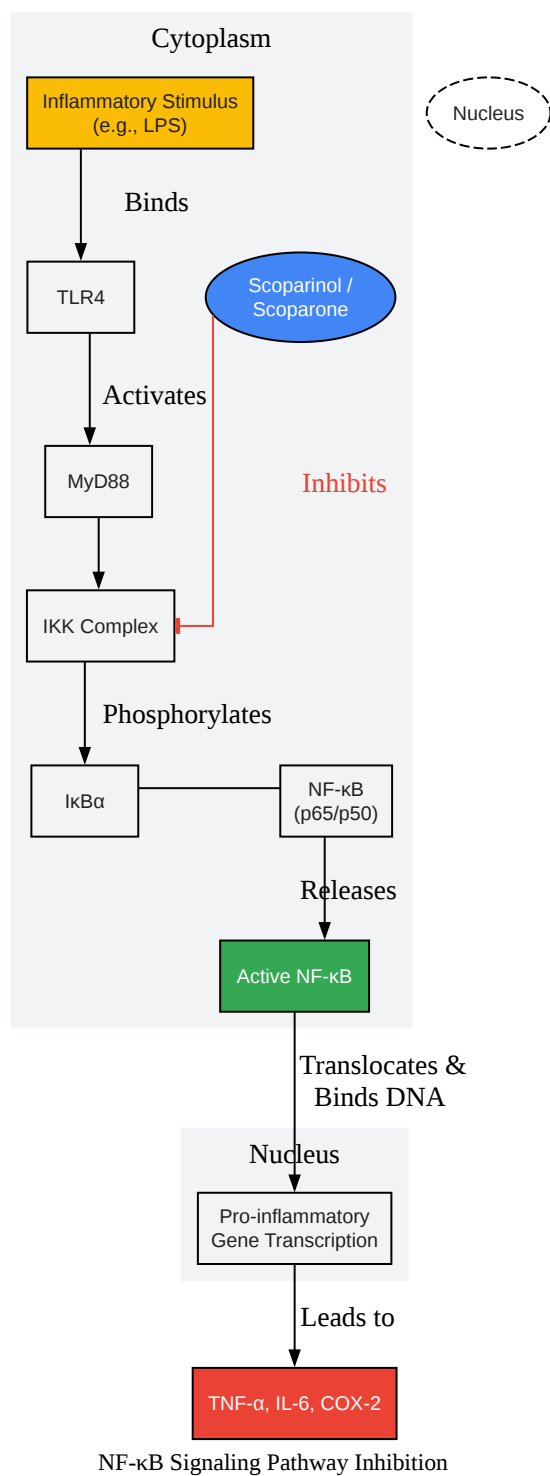 Cytoplasm
Inflammatory Stimulus
(e.g., LPS)
Nucleus
Binds
TLR4
Scoparinol /
Scoparone
Activates
MyD88
Inhibits
IKK Complex
Phosphorylates
IκBα
NF-κB
(p65/p50)
Releases
Active NF-κB
Translocates &
Binds DNA
Nucleus
Pro-inflammatory
Gene Transcription
Leads to
TNF-α, IL-6, COX-2
NF-κB Signaling Pathway Inhibition